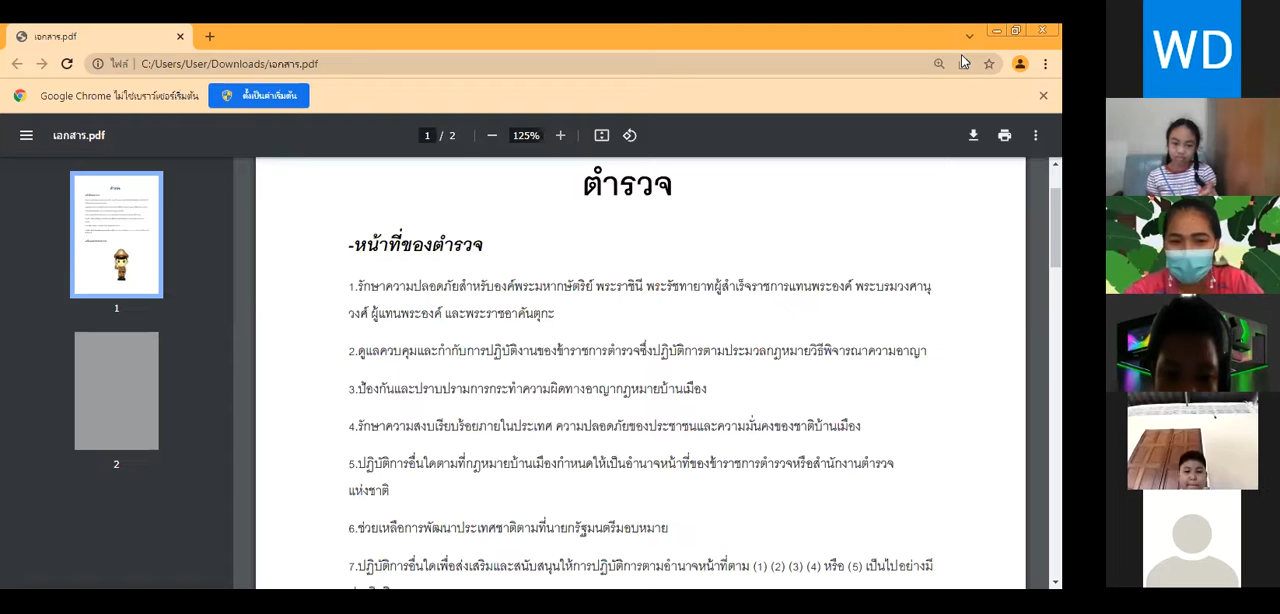 เอกสาร.pdf
ไฟล์ C:/Users/User/Downloads/เอกสาร.pdf
Google Chrome ไม่ใช่เบราว์เซอร์เริ่มต้น ตั้งเป็นค่าเริ่มต้น
เอกสาร.pdf 1 / 2 125%
ตำรวจ
-หน้าที่ของตำรวจ
1.รักษาความปลอดภัยสำหรับองค์พระมหากษัตริย์ พระราชินี พระรัชทายาทผู้สำเร็จราชการแทนพระองค์ พระบรมวงศานุ
วงศ์ ผู้แทนพระองค์ และพระราชอาคันตุกะ
2.ดูแลควบคุมและกำกับการปฏิบัติงานของข้าราชการตำรวจซึ่งปฏิบัติการตามประมวลกฎหมายวิธีพิจารณาความอาญา
3.ป้องกันและปราบปรามการกระทำความผิดทางอาญากฎหมายบ้านเมือง
4.รักษาความสงบเรียบร้อยภายในประเทศ ความปลอดภัยของประชาชนและความมั่นคงของชาติบ้านเมือง
5.ปฏิบัติการอื่นใดตามที่กฎหมายบ้านเมืองกำหนดให้เป็นอำนาจหน้าที่ของข้าราชการตำรวจหรือสำนักงานตำรวจ
แห่งชาติ
6.ช่วยเหลือการพัฒนาประเทศชาติตามที่นายกรัฐมนตรีมอบหมาย
7.ปฏิบัติการอื่นใดเพื่อส่งเสริมและสนับสนุนให้การปฏิบัติการตามอำนาจหน้าที่ตาม (1) (2) (3) (4) หรือ (5) เป็นไปอย่างมี
1
2
WD